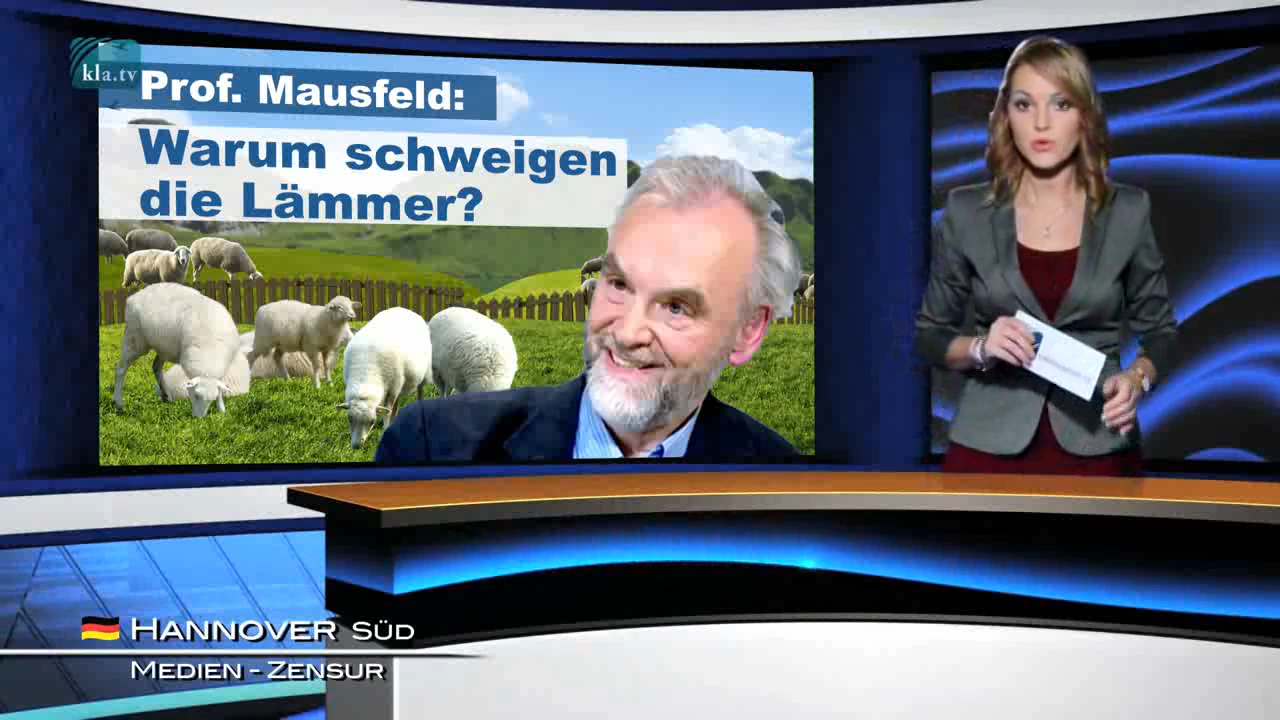 kla.tv
Prof. Mausfeld:
Warum schweigen
die Lämmer?
HANNOVER SÜD
MEDIEN - ZENSUR